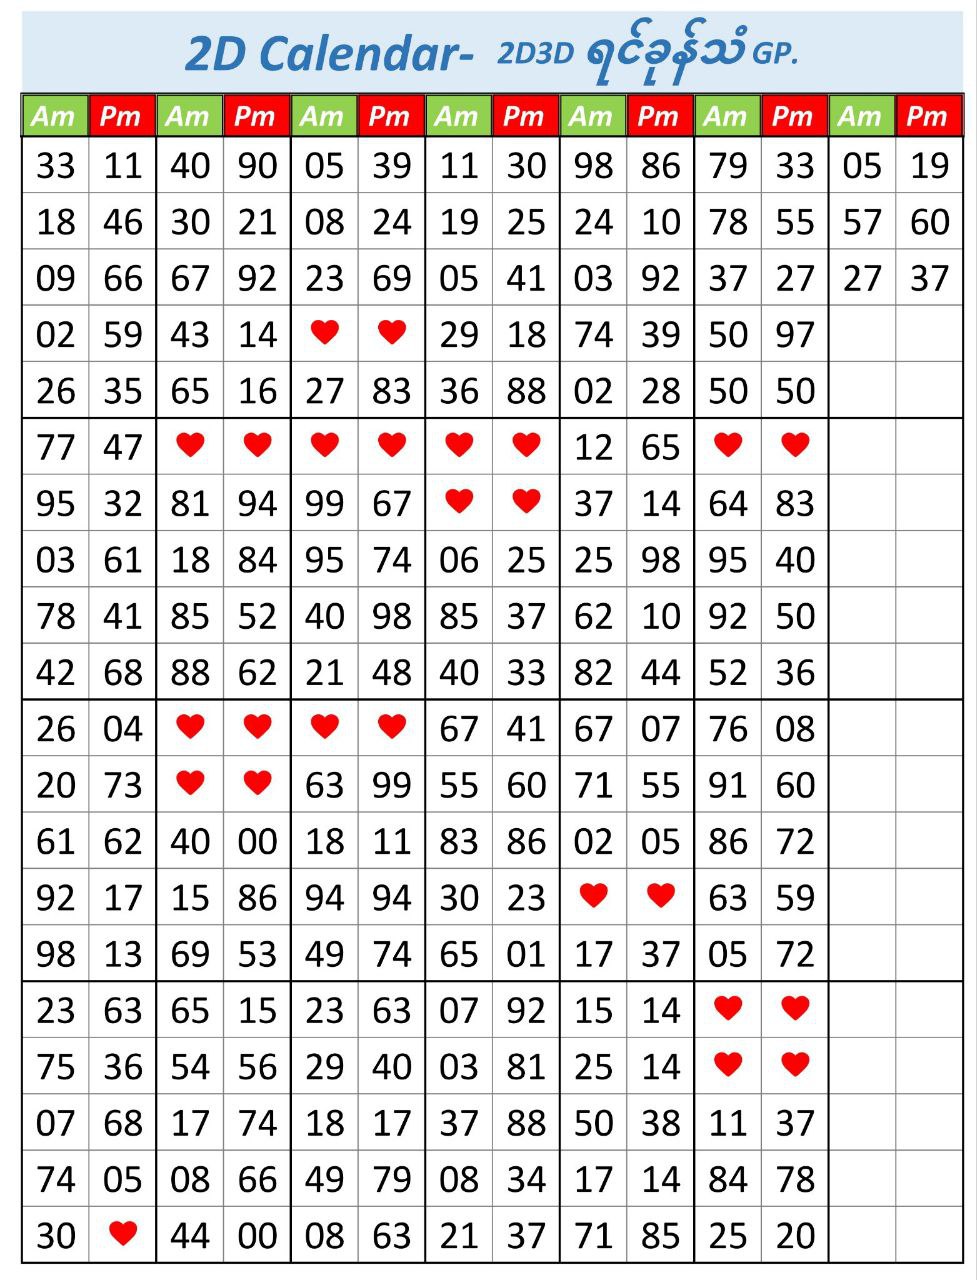 2D Calendar- 2D3D ရင်ခုန်သံ GP.
Am Pm Am Pm Am Pm Am Pm Am Pm Am Pm Am Pm
33 11 40 90 05 39 11 30 98 86 79 33 05 19
18 46 30 21 08 24 19 25 24 10 78 55 57 60
09 66 67 92 23 69 05 41 03 92 37 27 27 37
02 59 43 14 ♥ ♥ 29 18 74 39 50 97
26 35 65 16 27 83 36 88 02 28 50 50
77 47 ♥ ♥ ♥ ♥ ♥ ♥ 12 65 ♥ ♥
95 32 81 94 99 67 ♥ ♥ 37 14 64 83
03 61 18 84 95 74 06 25 25 98 95 40
78 41 85 52 40 98 85 37 62 10 92 50
42 68 88 62 21 48 40 33 82 44 52 36
26 04 ♥ ♥ ♥ ♥ 67 41 67 07 76 08
20 73 ♥ ♥ 63 99 55 60 71 55 91 60
61 62 40 00 18 11 83 86 02 05 86 72
92 17 15 86 94 94 30 23 ♥ ♥ 63 59
98 13 69 53 49 74 65 01 17 37 05 72
23 63 65 15 23 63 07 92 15 14 ♥ ♥
75 36 54 56 29 40 03 81 25 14 ♥ ♥
07 68 17 74 18 17 37 88 50 38 11 37
74 05 08 66 49 79 08 34 17 14 84 78
30 ♥ 44 00 08 63 21 37 71 85 25 20